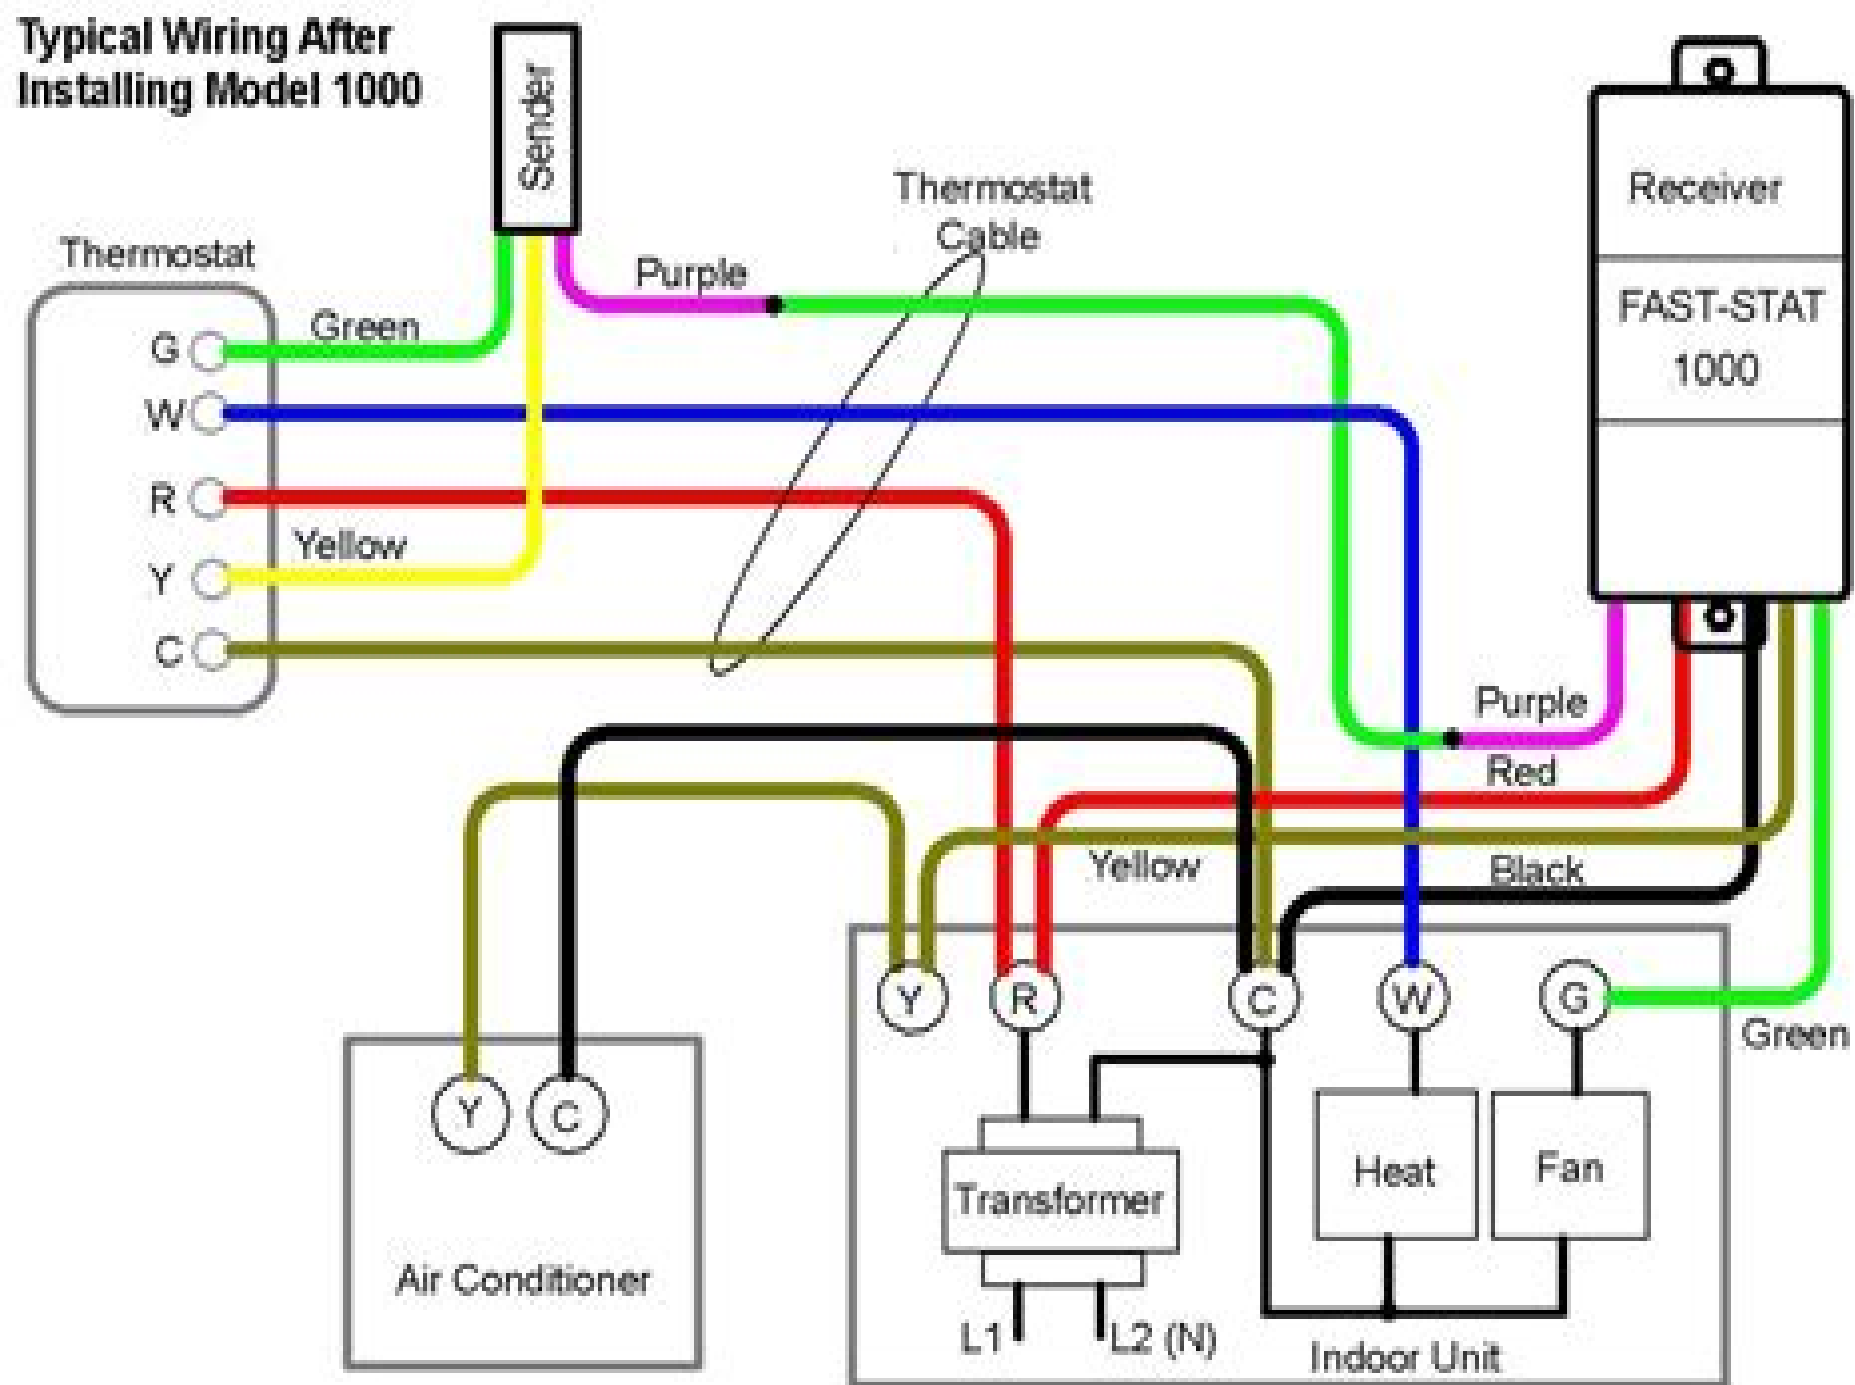 Typical Wiring After
Installing Model 1000
Sender
Thermostat
Cable
Receiver
FAST-STAT
1000
Thermostat
Purple
G
Green
W
R
Yellow
Y
C
Purple
Red
Yellow
Black
Y
R
C
W
G
Green
Y
C
Transformer
Heat
Fan
Air Conditioner
L1
L2 (N)
Indoor Unit